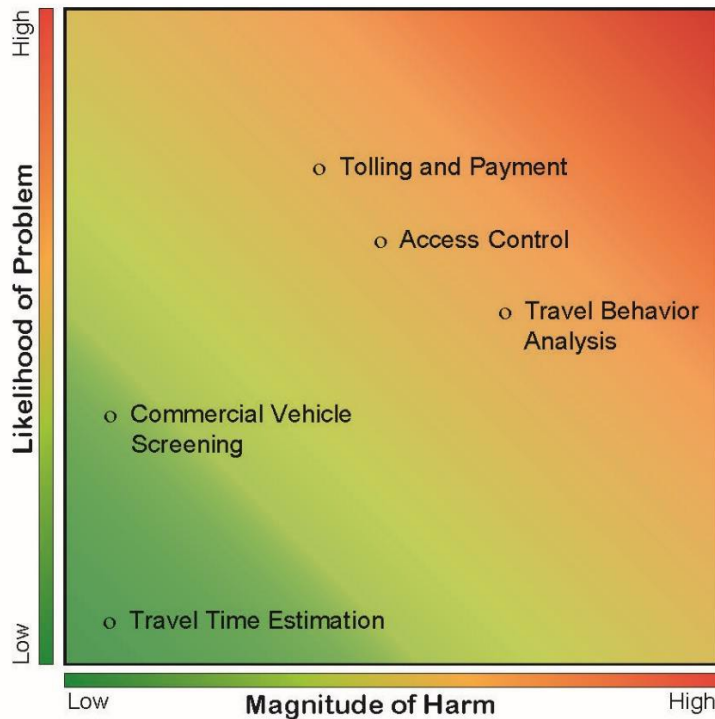 High
Tolling and Payment
Access Control
Travel Behavior
Analysis
Likelihood of Problem
Commercial Vehicle
Screening
Travel Time Estimation
Low
Low
Magnitude of Harm
High